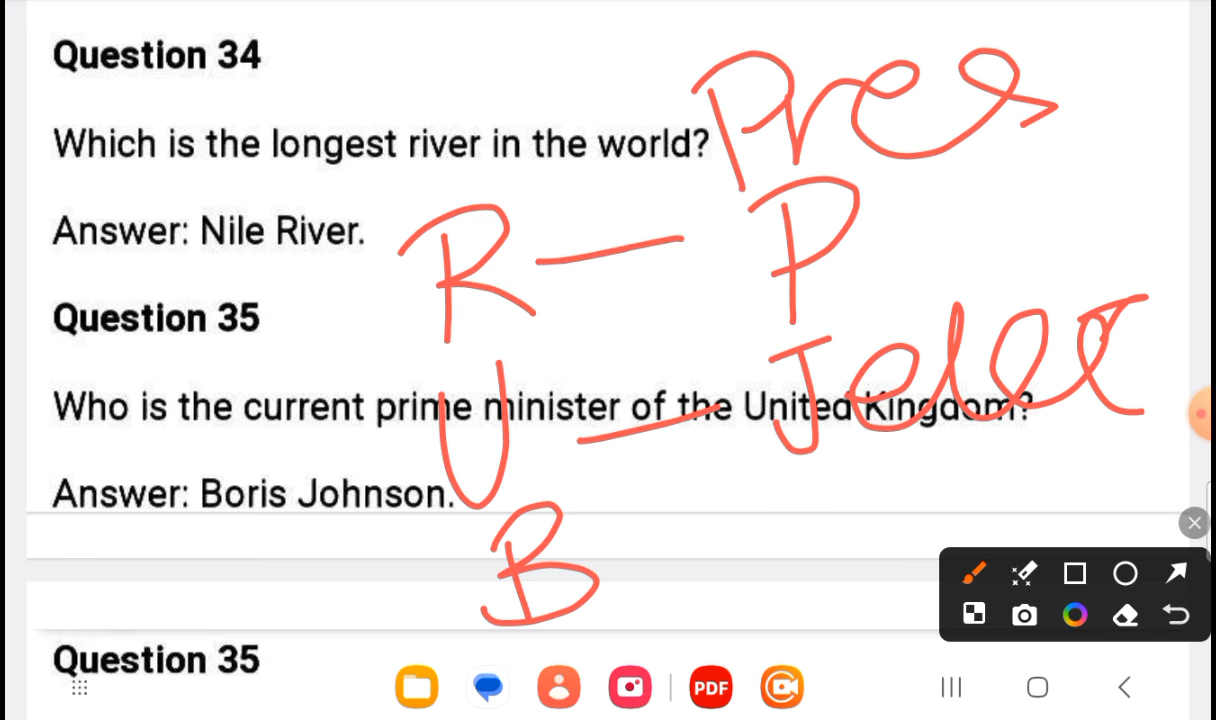 Question 34
Pres
Which is the longest river in the world?
Answer: Nile River.
R — P
Question 35
Who is the current prime minister of the United Kingdom?
U —
Answer: Boris Johnson.
B
Question 35
PDF